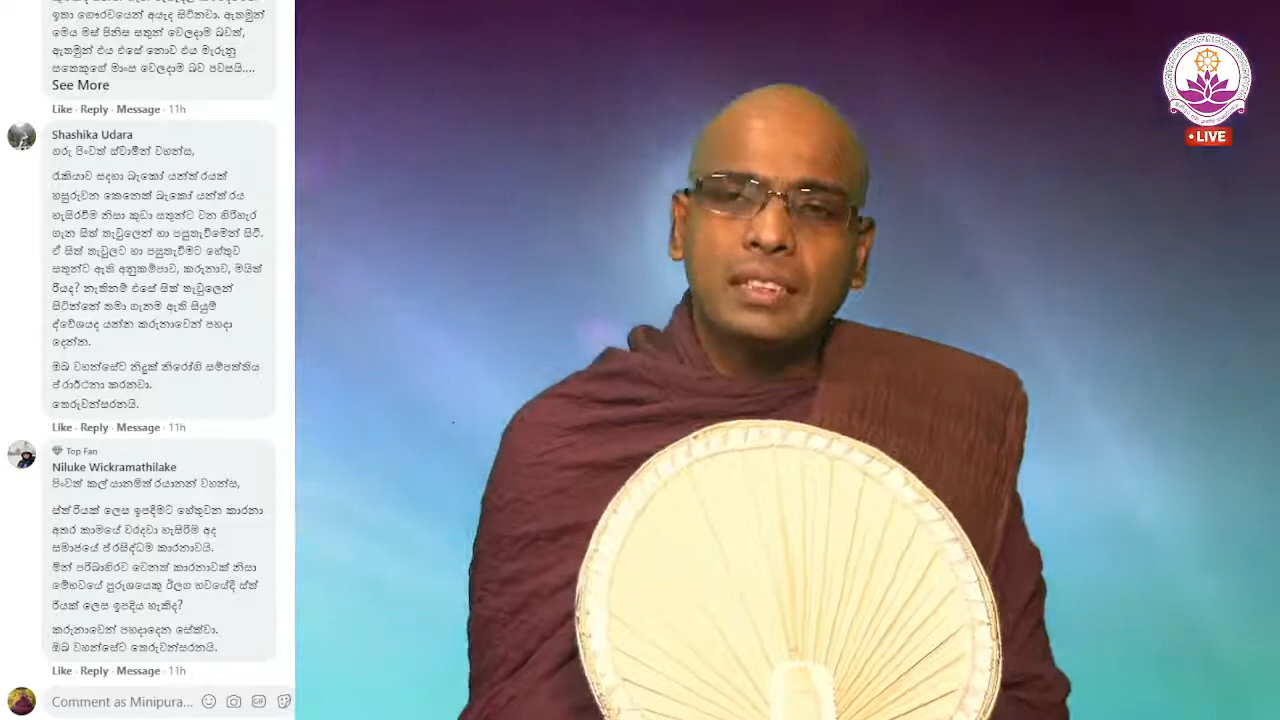 ඉතා ගෞරවයෙන් අයැද සිටිනවා. ඇතමුන්
මෙය මස් පිනිස සතුන් වෙලදාම බවත්,
ඇතමුන් එය එසේ නොව එය මැරුනු
සතෙකුගේ මාංස වෙලදාම බව පවසයි....
See More
Like · Reply · Message · 11h
Shashika Udara
ගරු පිංවත් ස්වාමීන් වහන්ස,
රැකියාව සදහා බැකෝ යන්ත් රයක්
හසුරුවන කෙනෙක් බැකෝ යන්ත් රය
හැසිරවීම නිසා කුඩා සතුන්ට වන හිරිහැර
ගැන සිත් තැවුලෙන් හා පසුතැවීමෙන් සිටී.
ඒ සිත් තැවුලට හා පසුතැවීමට හේතුව
සතුන්ට ඇති අනුකම්පාව, කරුනාව, මයිත්
රීයද? නැතිනම් එසේ සිත් තැවුලෙන්
සිටින්නේ තමා ගැනම ඇති සියුම්
ද්වේශයද යන්න කරුනාවෙන් පහදා
දෙන්න.
ඔබ වහන්සේට නිදුක් නිරෝගි සම්පත්තිය
ප් රාර්ථනා කරනවා.
තෙරුවන්සරනයි.
Like · Reply · Message · 11h
Top Fan
Niluke Wickramathilake
පිංවත් කල් යානමිත් රයානන් වහන්ස,
ස්ත් රියක් ලෙස ඉපදීමට හේතුවන කාරනා
අතර කාමයේ වරදවා හැසිරීම අද
සමාජයේ ප් රසිද්ධම කාරනාවයි.
මින් පරිබාහිරව වෙනත් කාරනාවක් නිසා
මෙභවයේ පුරුශයෙකු ඊලග භවයේදී ස්ත්
රියක් ලෙස ඉපදිය හැකිද?
කරුනාවෙන් පහදාදෙන සේක්වා.
ඔබ වහන්සේට තෙරුවන්සරනයි.
Like · Reply · Message · 11h
Comment as Minipura...
GIF
• LIVE